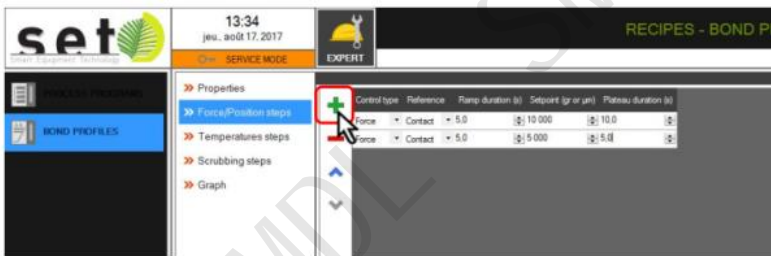 set
Smart Equipment Technology
13:34
jeu., août 17, 2017
SERVICE MODE
EXPERT
RECIPES - BOND P
PROCESS PROGRAMS
BOND PROFILES
Properties
Force/Position steps
Temperatures steps
Scrubbing steps
Graph
Control type Reference Ramp duration (s) Setpoint (gr or µm) Plateau duration (s)
Force Contact 5,0 10 000 10,0
Force Contact 5,0 5 000 5,0